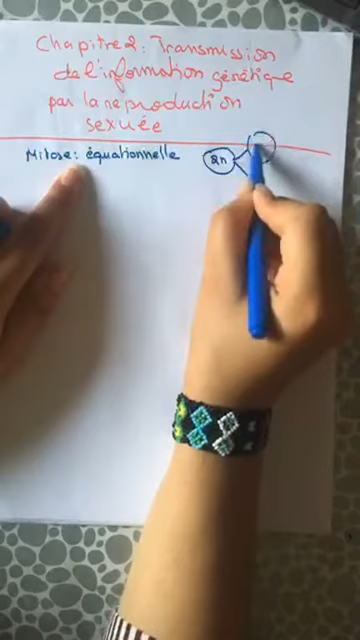 Chapitre 2: Transmission
de l'information génétique
par la reproduction
sexuée
Mitose: équationnelle 2n